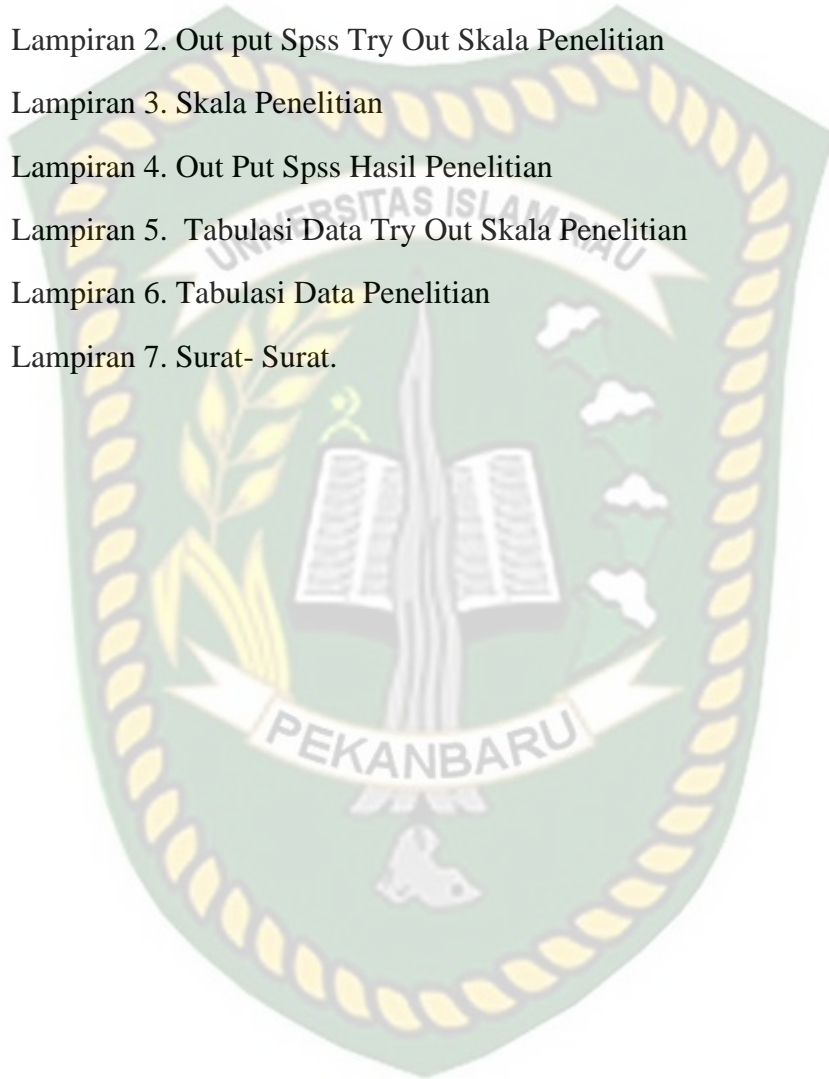 Lampiran 2. Out put Spss Try Out Skala Penelitian
Lampiran 3. Skala Penelitian
Lampiran 4. Out Put Spss Hasil Penelitian
Lampiran 5.  Tabulasi Data Try Out Skala Penelitian
Lampiran 6. Tabulasi Data Penelitian
Lampiran 7. Surat- Surat.
UNIVERSITAS ISLAM RIAU
PEKANBARU